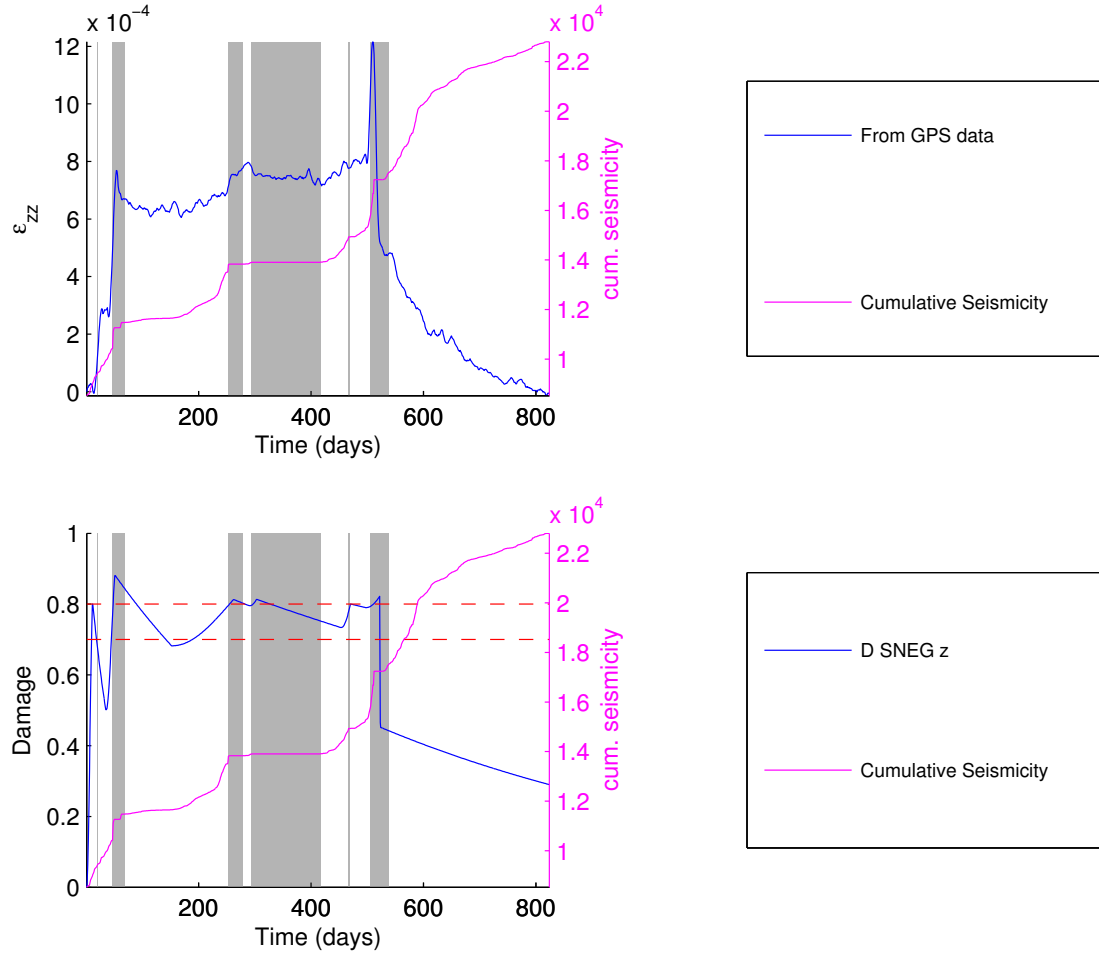 x 10−4
x 10^4
12
10
8
6
4
2
0
εzz
200
400
600
800
Time (days)
2.2
2
1.8
1.6
1.4
1.2
1
cum. seismicity
From GPS data
Cumulative Seismicity
x 10^4
1
0.8
0.6
0.4
0.2
0
Damage
200
400
600
800
Time (days)
2.2
2
1.8
1.6
1.4
1.2
1
cum. seismicity
D SNEG z
Cumulative Seismicity